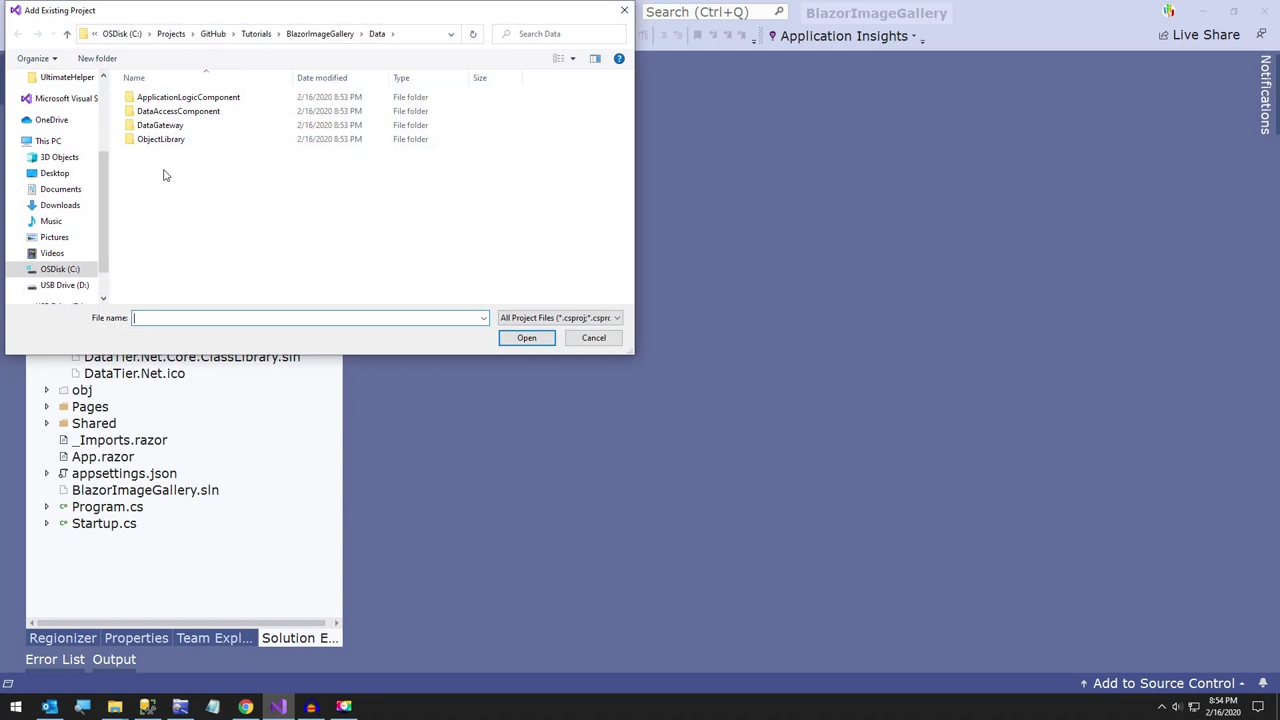 Add Existing Project
Search (Ctrl+Q)
BlazorImageGallery
« OSDisk (C:) › Projects › GitHub › Tutorials › BlazorImageGallery › Data ›
Search Data
Application Insights
Live Share
Organize
New folder
Notifications
Name
Date modified
Type
Size
UltimateHelper
Microsoft Visual S
OneDrive
This PC
3D Objects
Desktop
Documents
Downloads
Music
Pictures
Videos
OSDisk (C:)
USB Drive (D:)
ApplicationLogicComponent 2/16/2020 8:53 PM File folder
DataAccessComponent 2/16/2020 8:53 PM File folder
DataGateway 2/16/2020 8:53 PM File folder
ObjectLibrary 2/16/2020 8:53 PM File folder
File name:
All Project Files (*.csproj;*.csprc
Open
Cancel
DataTier.Net.Core.ClassLibrary.sln
DataTier.Net.ico
obj
Pages
Shared
_Imports.razor
App.razor
appsettings.json
BlazorImageGallery.sln
Program.cs
Startup.cs
Regionizer
Properties
Team Expl...
Solution E...
Error List
Output
Add to Source Control
8:54 PM
2/16/2020